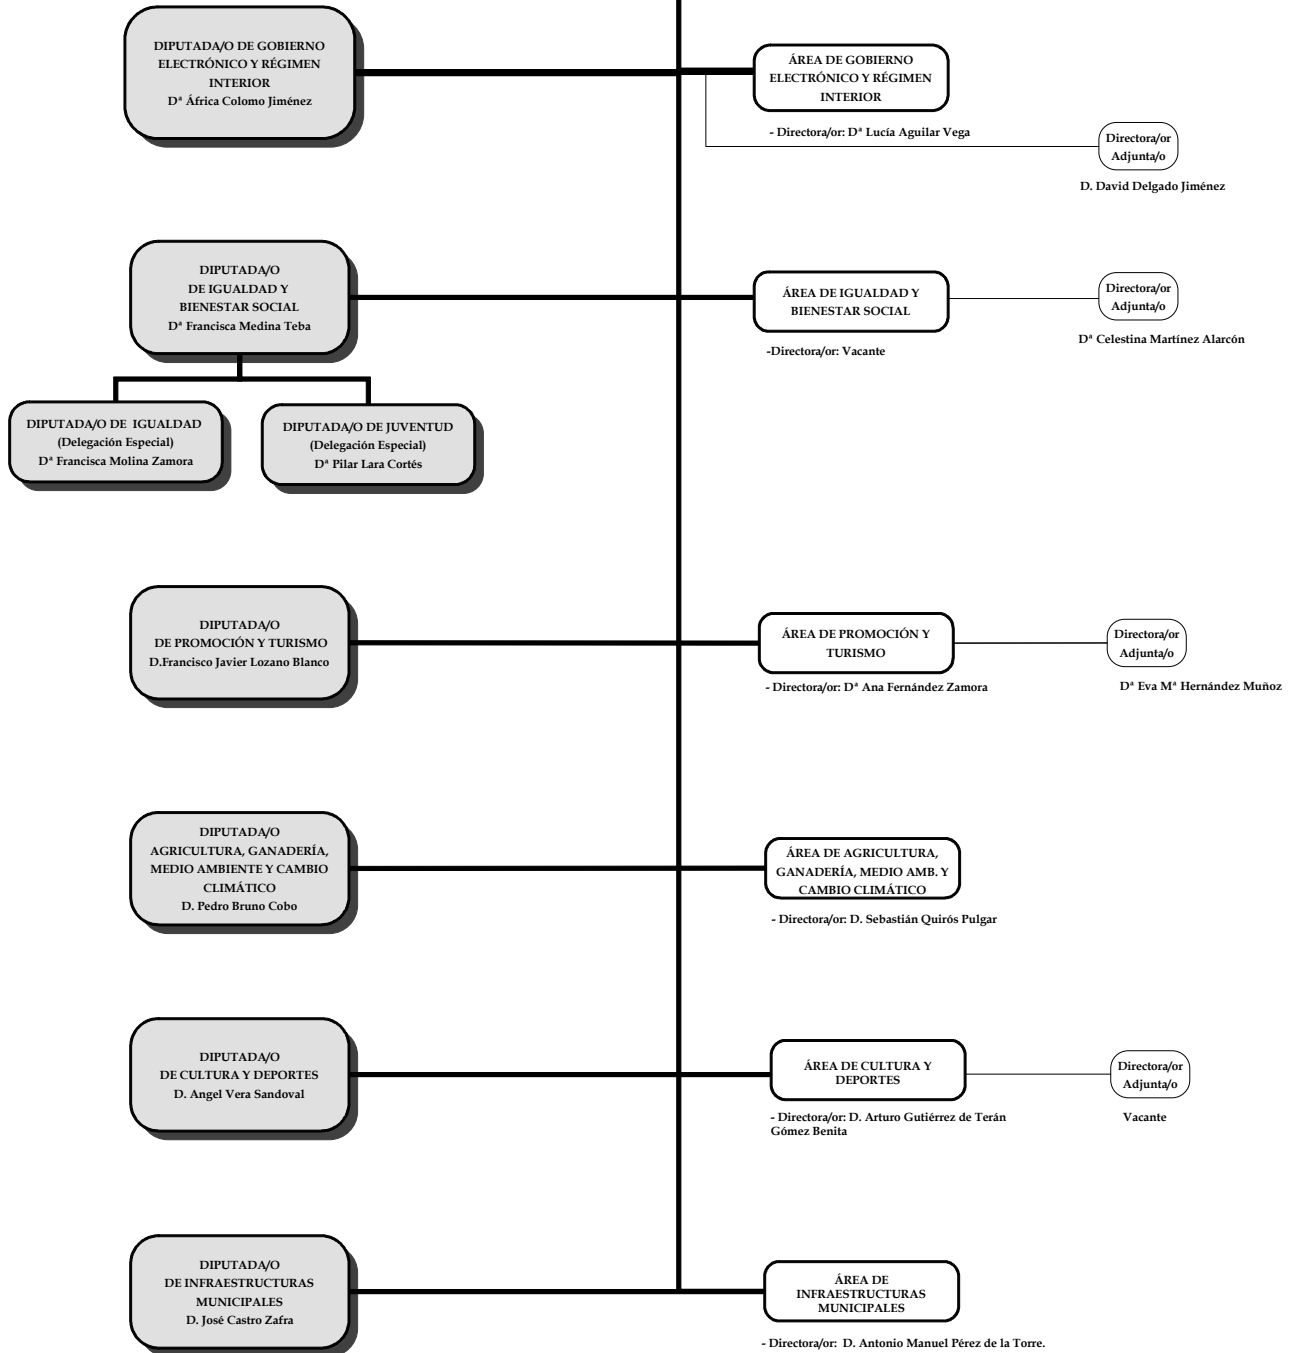 DIPUTADA/O DE GOBIERNO
ELECTRÓNICO Y RÉGIMEN
INTERIOR
Dª África Colomo Jiménez
ÁREA DE GOBIERNO
ELECTRÓNICO Y RÉGIMEN
INTERIOR
- Directora/or: Dª Lucía Aguilar Vega
Directora/or
Adjunta/o
D. David Delgado Jiménez
DIPUTADA/O
DE IGUALDAD Y
BIENESTAR SOCIAL
Dª Francisca Medina Teba
ÁREA DE IGUALDAD Y
BIENESTAR SOCIAL
-Directora/or: Vacante
Directora/or
Adjunta/o
Dª Celestina Martínez Alarcón
DIPUTADA/O DE IGUALDAD
(Delegación Especial)
Dª Francisca Molina Zamora
DIPUTADA/O DE JUVENTUD
(Delegación Especial)
Dª Pilar Lara Cortés
DIPUTADA/O
DE PROMOCIÓN Y TURISMO
D.Francisco Javier Lozano Blanco
ÁREA DE PROMOCIÓN Y
TURISMO
- Directora/or: Dª Ana Fernández Zamora
Directora/or
Adjunta/o
Dª Eva Mª Hernández Muñoz
DIPUTADA/O
AGRICULTURA, GANADERÍA,
MEDIO AMBIENTE Y CAMBIO
CLIMÁTICO
D. Pedro Bruno Cobo
ÁREA DE AGRICULTURA,
GANADERÍA, MEDIO AMB. Y
CAMBIO CLIMÁTICO
- Directora/or: D. Sebastián Quirós Pulgar
DIPUTADA/O
DE CULTURA Y DEPORTES
D. Angel Vera Sandoval
ÁREA DE CULTURA Y
DEPORTES
- Directora/or: D. Arturo Gutiérrez de Terán
Gómez Benita
Directora/or
Adjunta/o
Vacante
DIPUTADA/O
DE INFRAESTRUCTURAS
MUNICIPALES
D. José Castro Zafra
ÁREA DE
INFRAESTRUCTURAS
MUNICIPALES
- Directora/or: D. Antonio Manuel Pérez de la Torre.